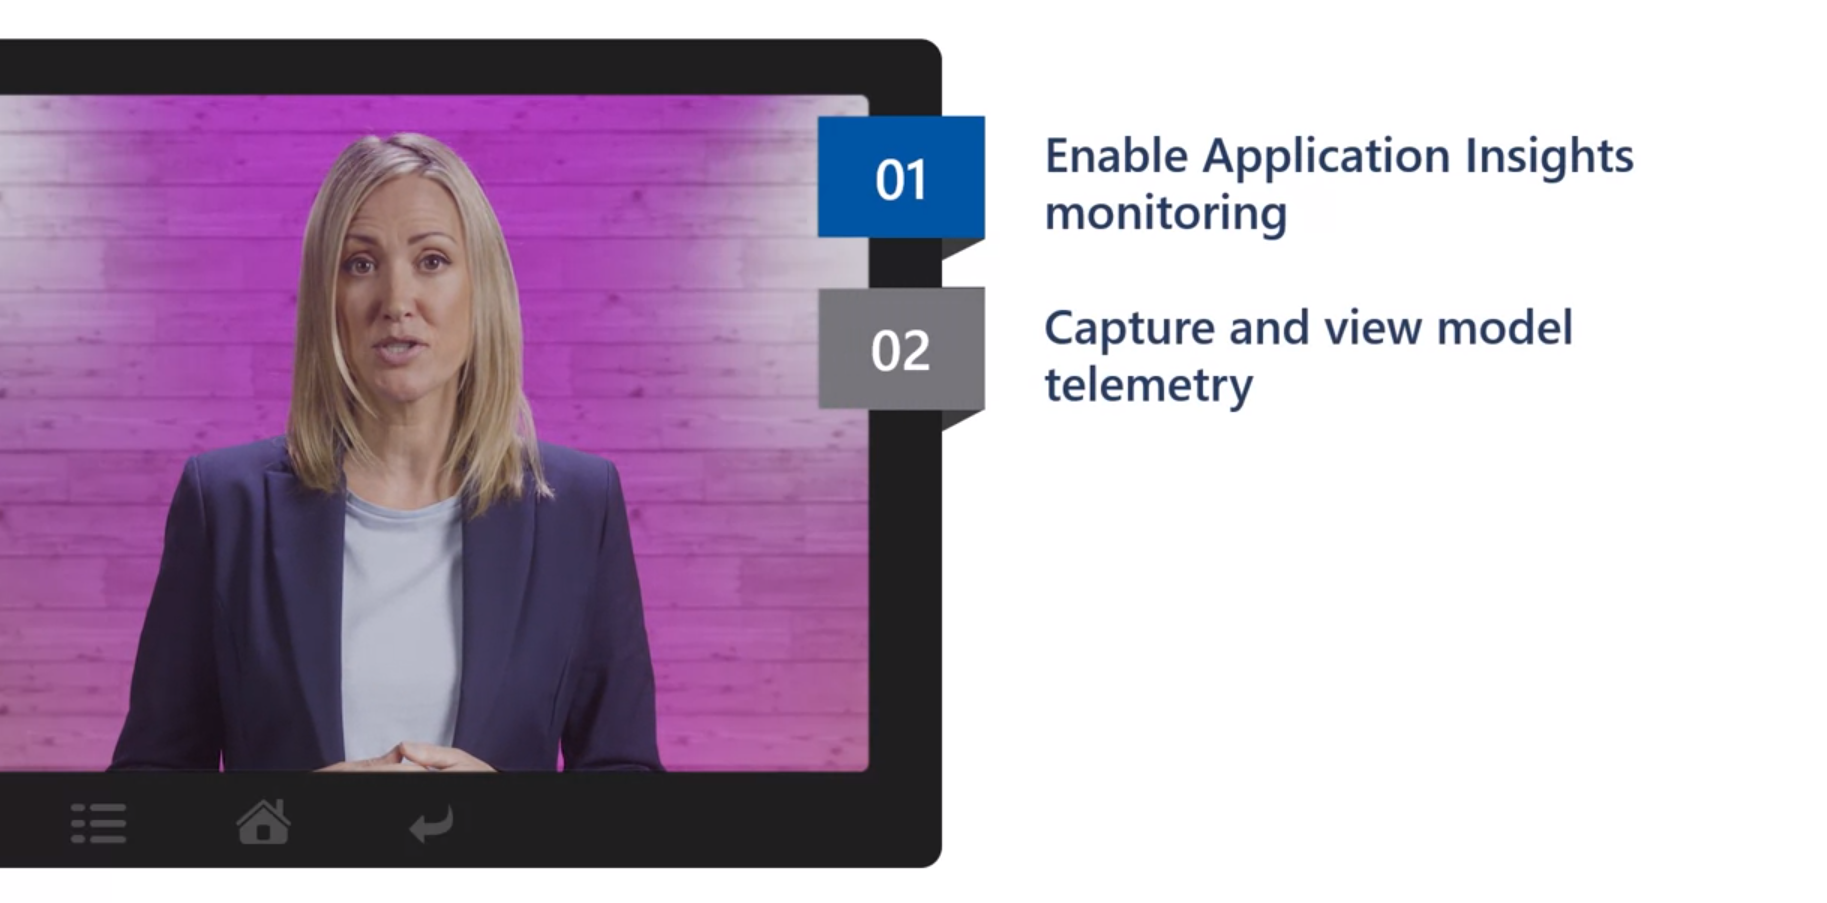 01
Enable Application Insights
monitoring
02
Capture and view model
telemetry